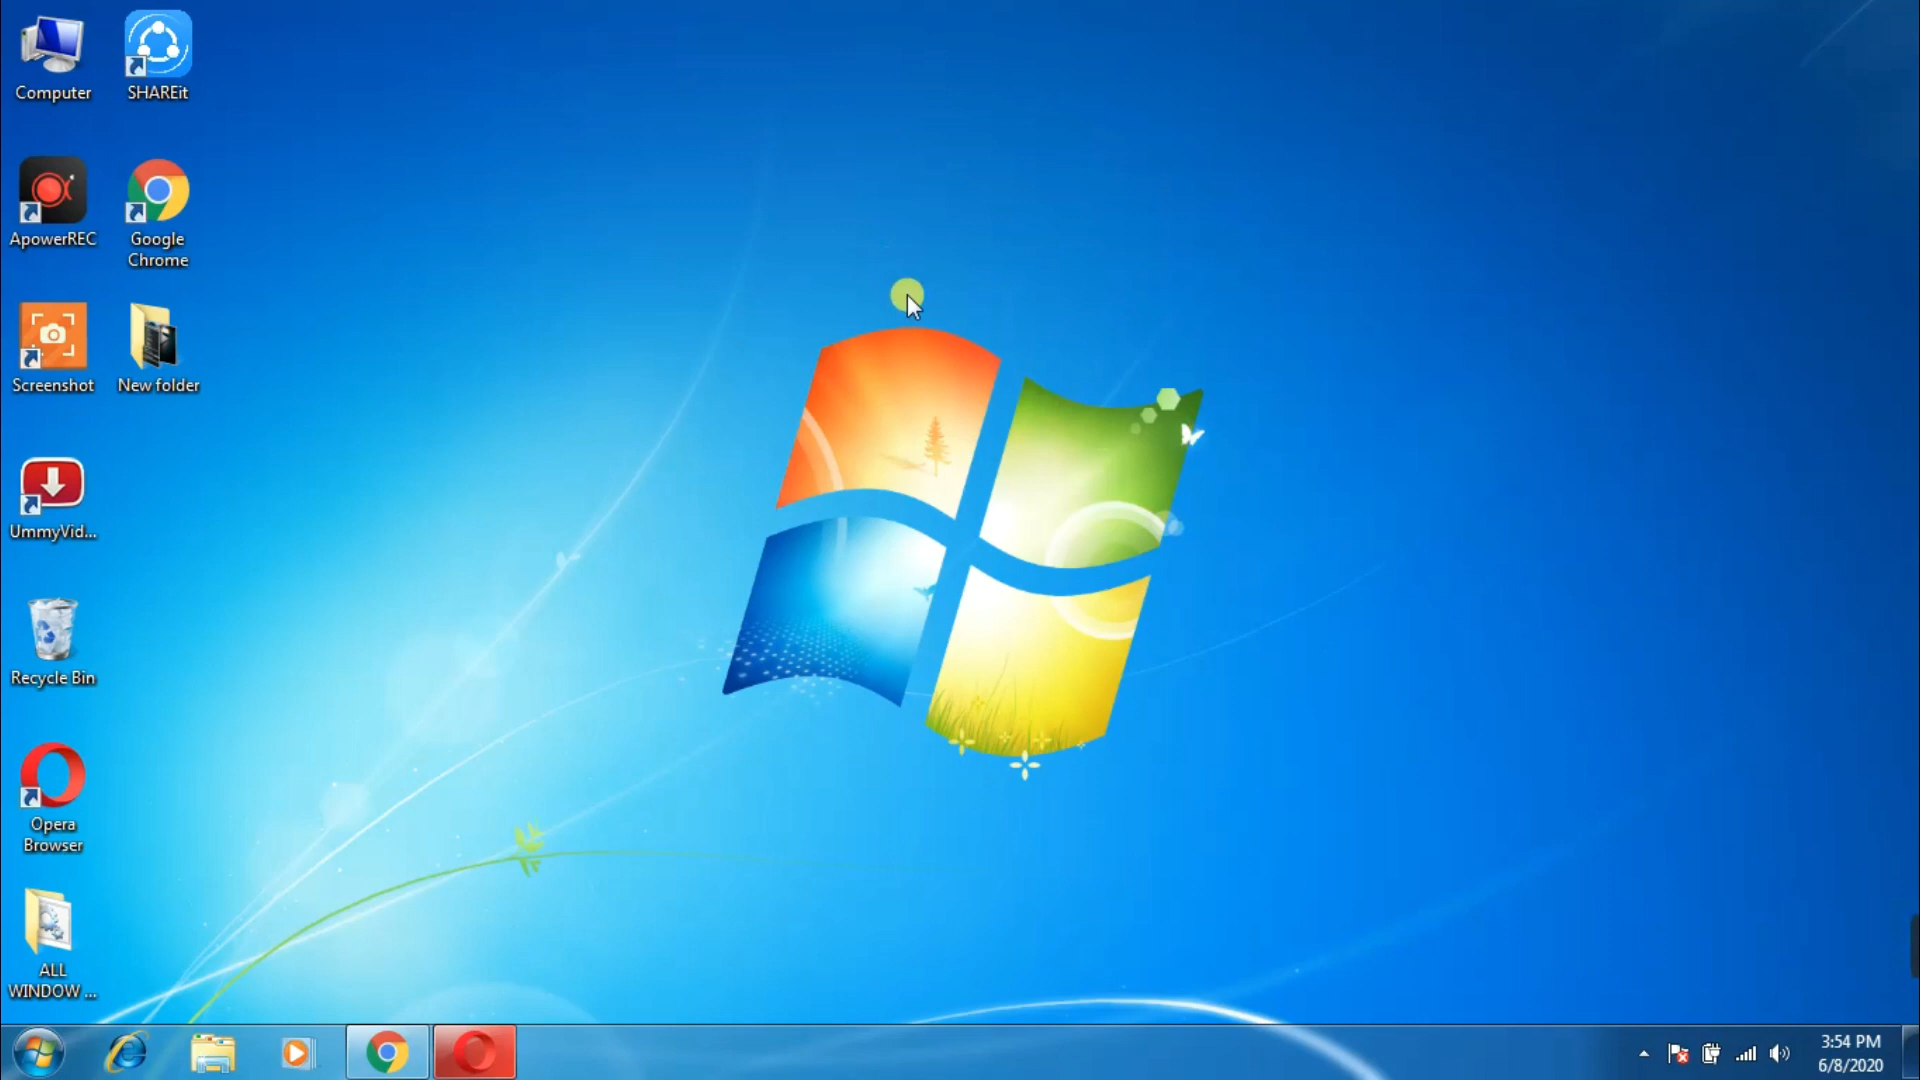 Computer
SHAREit
ApowerREC
Google
Chrome
Screenshot
New folder
UmmyVid...
Recycle Bin
Opera
Browser
ALL
WINDOW ...
3:54 PM
6/8/2020